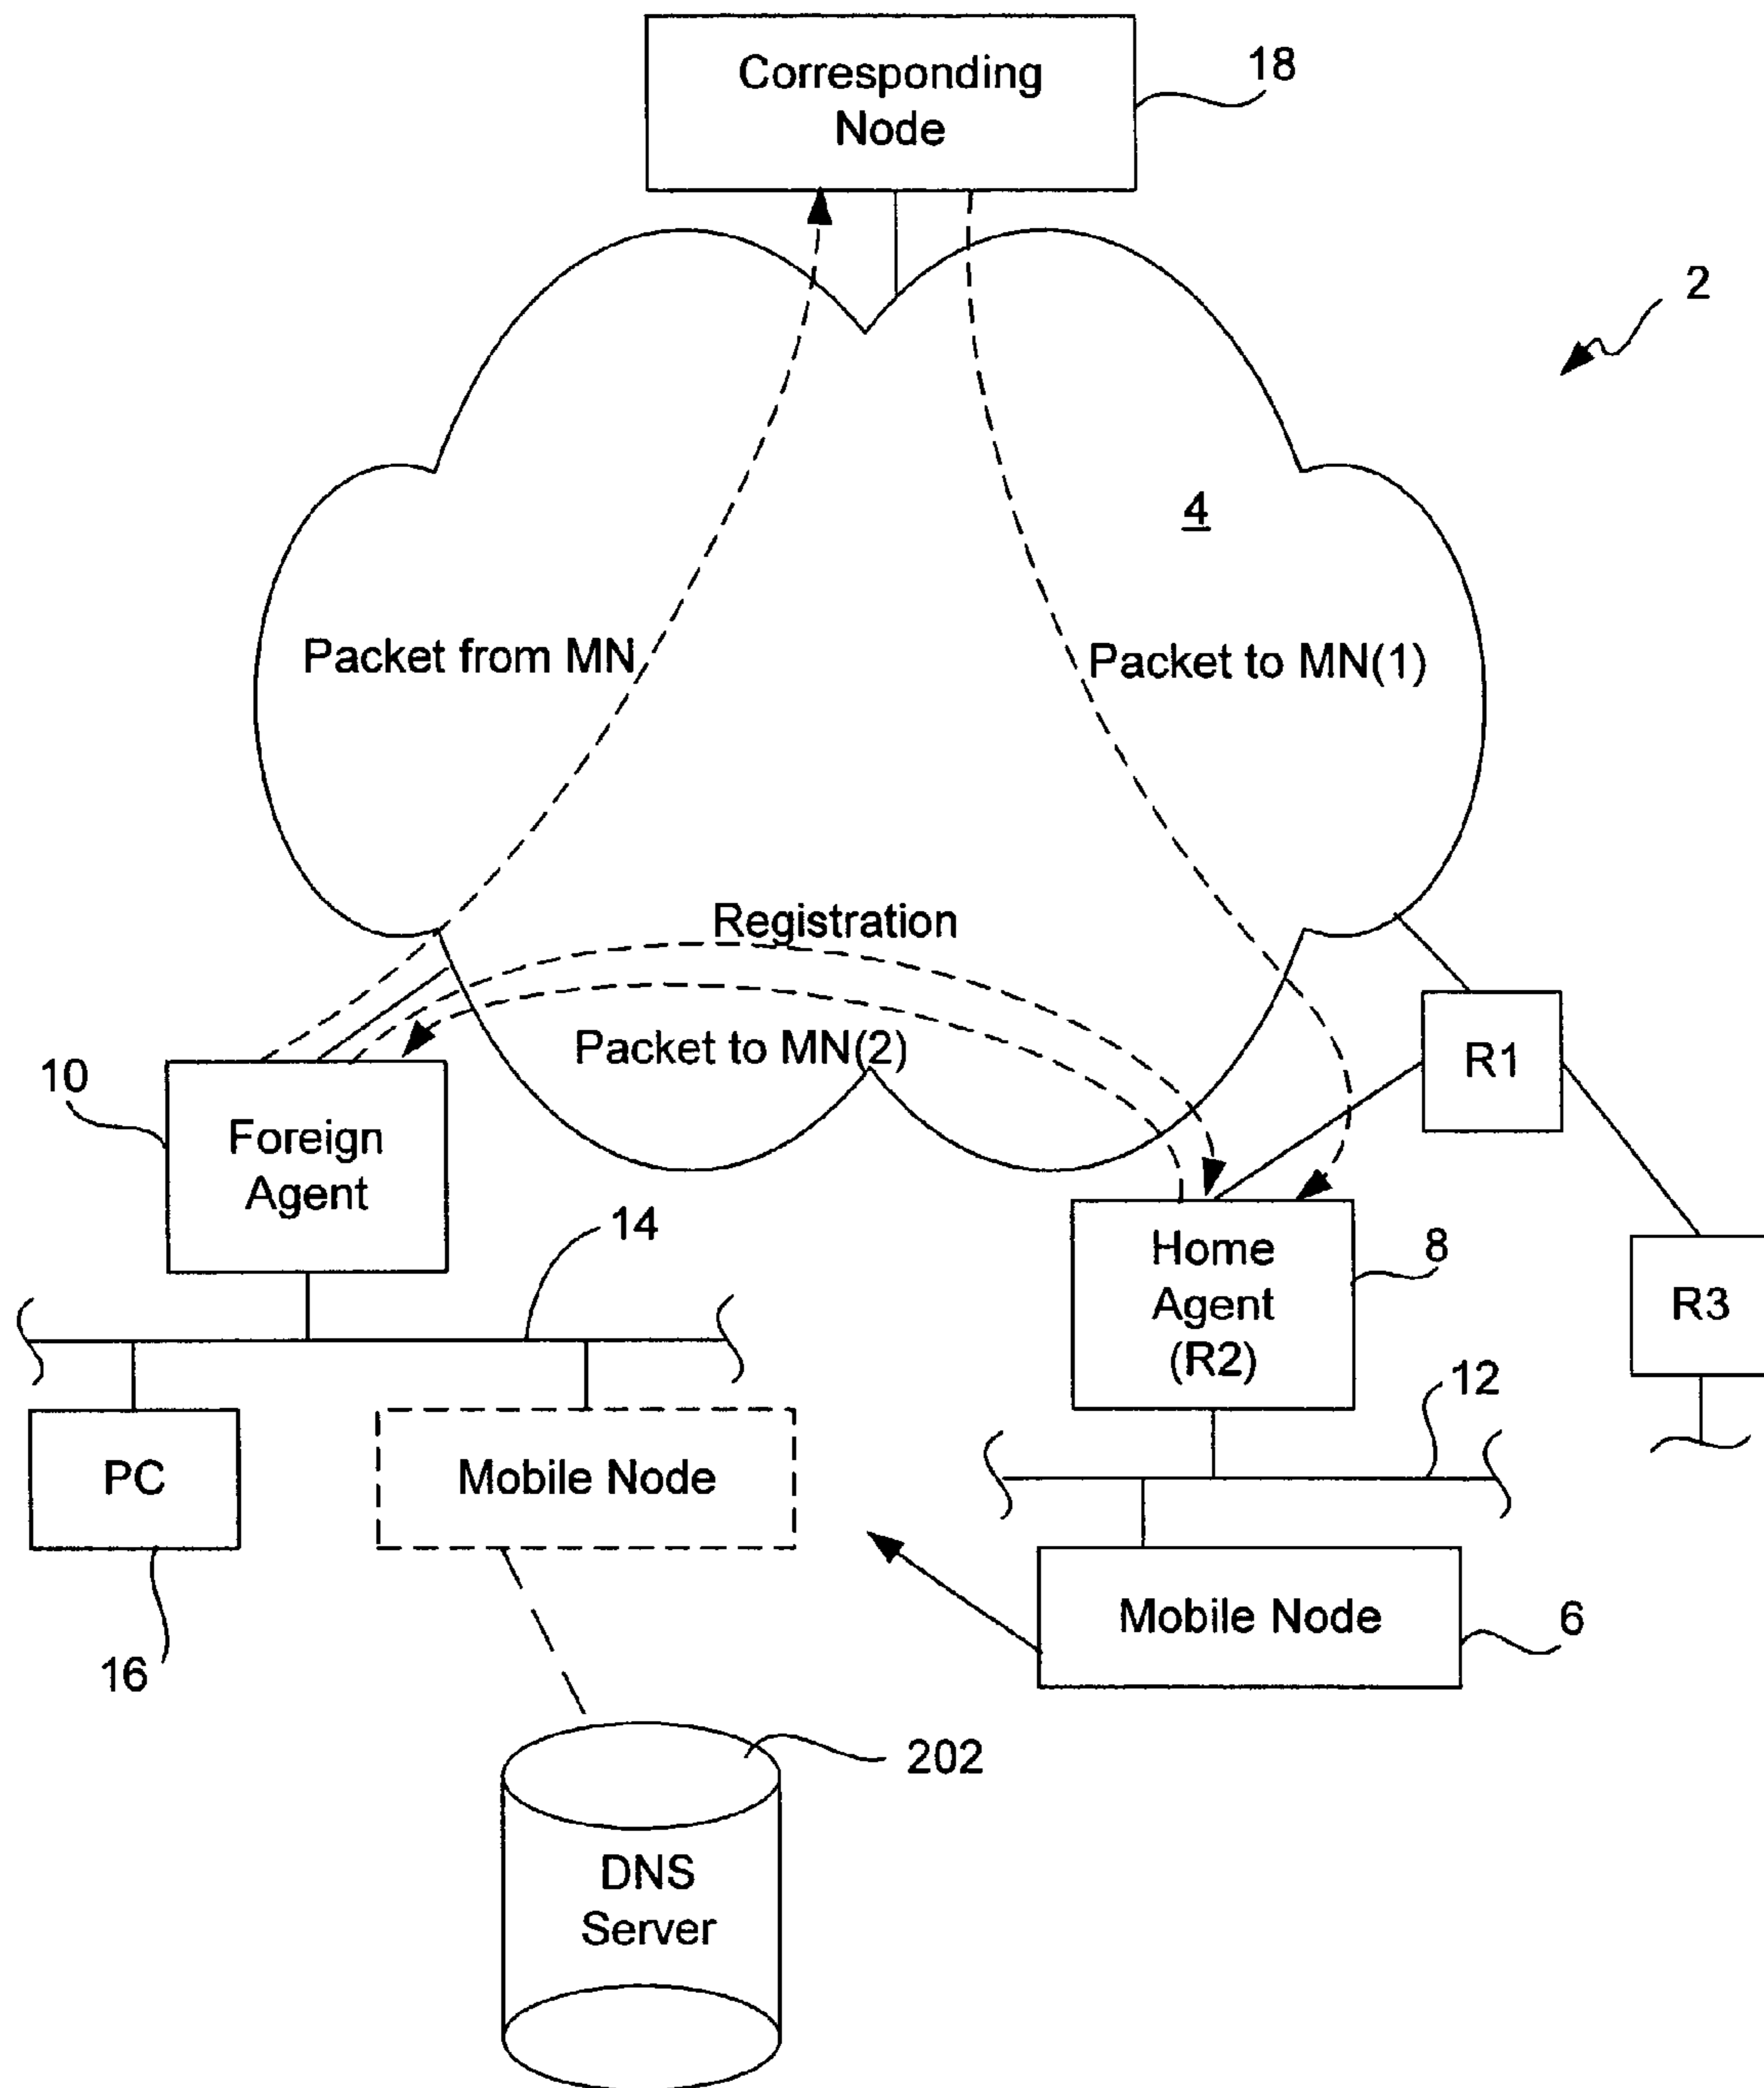 Corresponding
Node
18
2
4
Packet from MN
Packet to MN(1)
Registration
Packet to MN(2)
R1
10
Foreign
Agent
14
Home
Agent
(R2)
8
R3
12
PC
Mobile Node
Mobile Node
6
16
202
DNS
Server